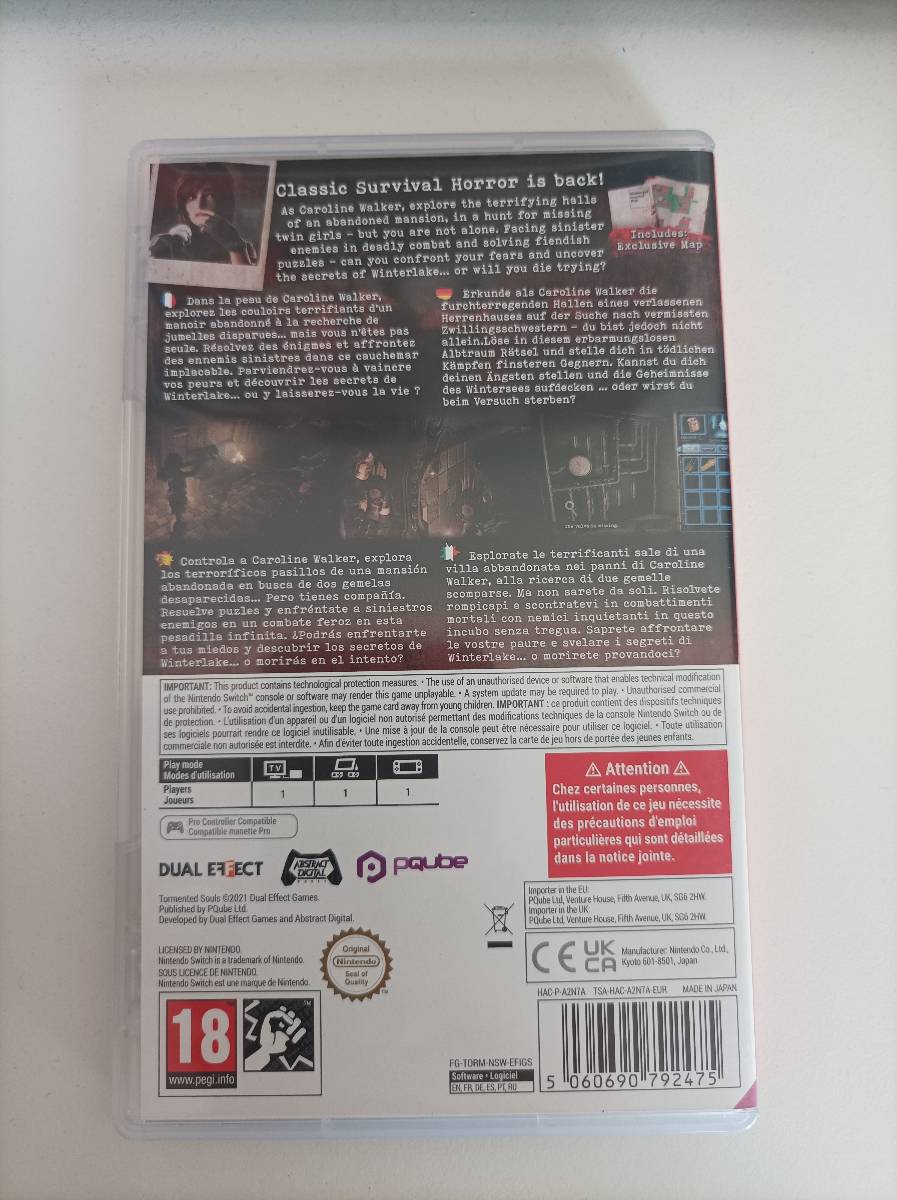 Classic Survival Horror is back!
As Caroline Walker, explore the terrifying halls
of an abandoned mansion, in a hunt for missing
twin girls - but you are not alone. Facing sinister
enemies in deadly combat and solving fiendish
puzzles - can you confront your fears and uncover
the secrets of Winterlake... or will you die trying?
Includes:
Exclusive Map
Dans la peau de Caroline Walker,
explorez les couloirs terrifiants d'un
manoir abandonné à la recherche de
jumelles disparues... mais vous n'êtes pas
seule. Résolvez des énigmes et affrontez
des ennemis sinistres dans ce cauchemar
implacable. Parviendrez-vous à vaincre
vos peurs et découvrir les secrets de
Winterlake... ou y laisserez-vous la vie ?
Erkunde als Caroline Walker die
furchterregenden Hallen eines verlassenen
Herrenhauses auf der Suche nach vermissten
Zwillingsschwestern - du bist jedoch nicht
allein.Löse in diesem erbarmungslosen
Albtraum Rätsel und stelle dich in tödlichen
Kämpfen finsteren Gegnern. Kannst du dich
deinen Ängsten stellen und die Geheimnisse
des Wintersees aufdecken ... oder wirst du
beim Versuch sterben?
The valve is missing.
Controla a Caroline Walker, explora
los terroríficos pasillos de una mansión
abandonada en busca de dos gemelas
desaparecidas... Pero tienes compañía.
Resuelve puzles y enfréntate a siniestros
enemigos en un combate feroz en esta
pesadilla infinita. &Podrás enfrentarte
a tus miedos y descubrir los secretos de
Winterlake... o morirás en el intento?
Esplorate le terrificanti sale di una
villa abbandonata nei panni di Caroline
Walker, alla ricerca di due gemelle
scomparse. Ma non sarete da soli. Risolvete
rompicapi e scontratevi in combattimenti
mortali con nemici inquietanti in questo
incubo senza tregua. Saprete affrontare
le vostre paure e svelare i segreti di
Winterlake... o morirete provandoci?
IMPORTANT: This product contains technological protection measures. • The use of an unauthorised device or software that enables technical modification
of the Nintendo Switch™ console or software may render this game unplayable. • A system update may be required to play. • Unauthorised commercial
use prohibited. • To avoid accidental ingestion, keep the game card away from young children. IMPORTANT : ce produit contient des dispositifs techniques
de protection. • L'utilisation d'un appareil ou d'un logiciel non autorisé permettant des modifications techniques de la console Nintendo Switch ou de
ses logiciels pourrait rendre ce logiciel inutilisable. • Une mise à jour de la console peut être nécessaire pour utiliser ce logiciel. • Toute utilisation
commerciale non autorisée est interdite. • Afin d'éviter toute ingestion accidentelle, conservez la carte de jeu hors de portée des jeunes enfants.
Play mode
Modes d'utilisation
TV
Players
Joueurs
1 1 1
Pro Controller Compatible
Compatible manette Pro
Attention
Chez certaines personnes,
l'utilisation de ce jeu nécessite
des précautions d'emploi
particulières qui sont détaillées
dans la notice jointe.
DUAL EFFECT
ABSTRACT
DIGITAL
PQube
Tormented Souls ©2021 Dual Effect Games.
Published by PQube Ltd.
Developed by Dual Effect Games and Abstract Digital.
Importer in the EU:
PQube Ltd, Venture House, Fifth Avenue, UK, SG6 2HW.
Importer in the UK:
PQube Ltd, Venture House, Fifth Avenue, UK, SG6 2HW.
LICENSED BY NINTENDO.
Nintendo Switch is a trademark of Nintendo.
SOUS LICENCE DE NINTENDO.
Nintendo Switch est une marque de Nintendo.
Original
Nintendo
Seal of
Quality
TM
CE UK
CA
Manufacturer: Nintendo Co., Ltd.,
Kyoto 601-8501, Japan
HAC-P-A2N7A TSA-HAC-A2N7A-EUR MADE IN JAPAN
18
www.pegi.info
FG-TORM-NSW-EFIGS
Software • Logiciel
EN, FR, DE, ES, PT, RU
5 060690 792475